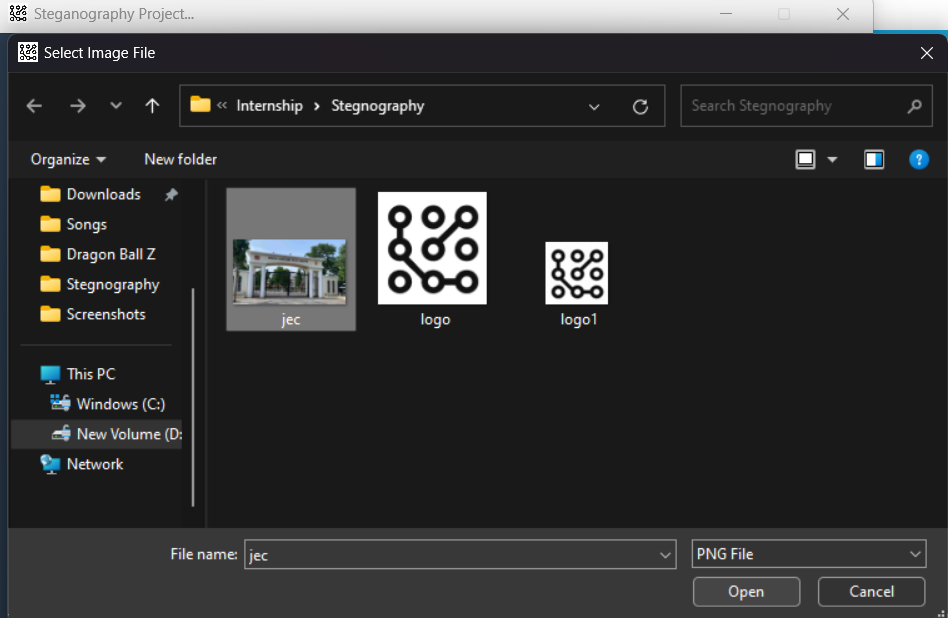 Steganography Project...
Select Image File
« Internship › Stegnography
Search Stegnography
Organize
New folder
?
Downloads
Songs
Dragon Ball Z
Stegnography
Screenshots
This PC
Windows (C:)
New Volume (D:
Network
jec
logo
logo1
File name:
jec
PNG File
Open
Cancel